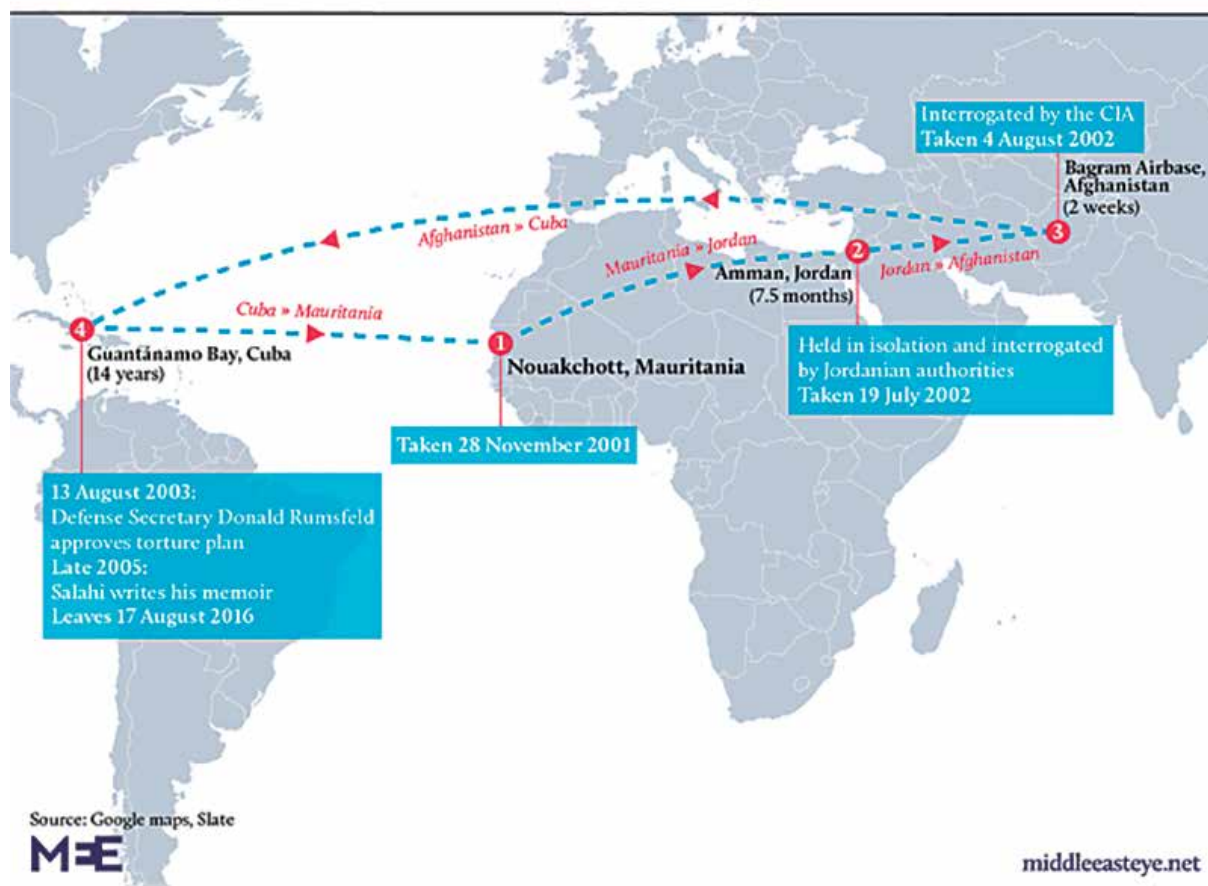 Interrogated by the CIA
Taken 4 August 2002
Bagram Airbase,
Afghanistan
(2 weeks)
3
Afghanistan » Cuba
Mauritania » Jordan
2
Jordan » Afghanistan
Amman, Jordan
(7.5 months)
Cuba » Mauritania
4
1
Guantánamo Bay, Cuba
(14 years)
Nouakchott, Mauritania
Held in isolation and interrogated
by Jordanian authorities
Taken 19 July 2002
Taken 28 November 2001
13 August 2003:
Defense Secretary Donald Rumsfeld
approves torture plan
Late 2005:
Salahi writes his memoir
Leaves 17 August 2016
Source: Google maps, Slate
MEE
middleeasteye.net